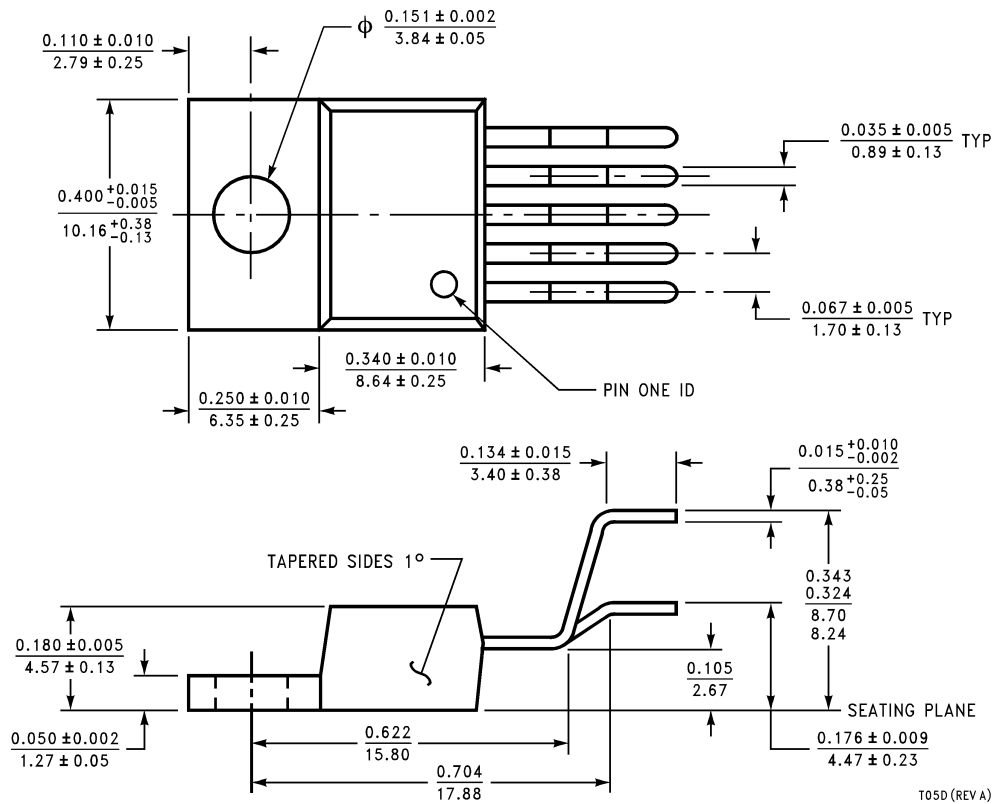 ϕ 0.151 ± 0.002
3.84 ± 0.05
0.110 ± 0.010
2.79 ± 0.25
0.035 ± 0.005 TYP
0.89 ± 0.13
0.400 +0.015 -0.005
10.16 +0.38 -0.13
0.067 ± 0.005 TYP
1.70 ± 0.13
0.340 ± 0.010
8.64 ± 0.25
PIN ONE ID
0.250 ± 0.010
6.35 ± 0.25
0.134 ± 0.015
3.40 ± 0.38
0.015 +0.010 -0.002
0.38 +0.25 -0.05
TAPERED SIDES 1°
0.343
0.324
8.70
8.24
0.180 ±0.005
4.57 ± 0.13
0.105
2.67
SEATING PLANE
0.050 ±0.002
1.27 ± 0.05
0.622
15.80
0.176 ±0.009
4.47 ± 0.23
0.704
17.88
T05D (REV A)